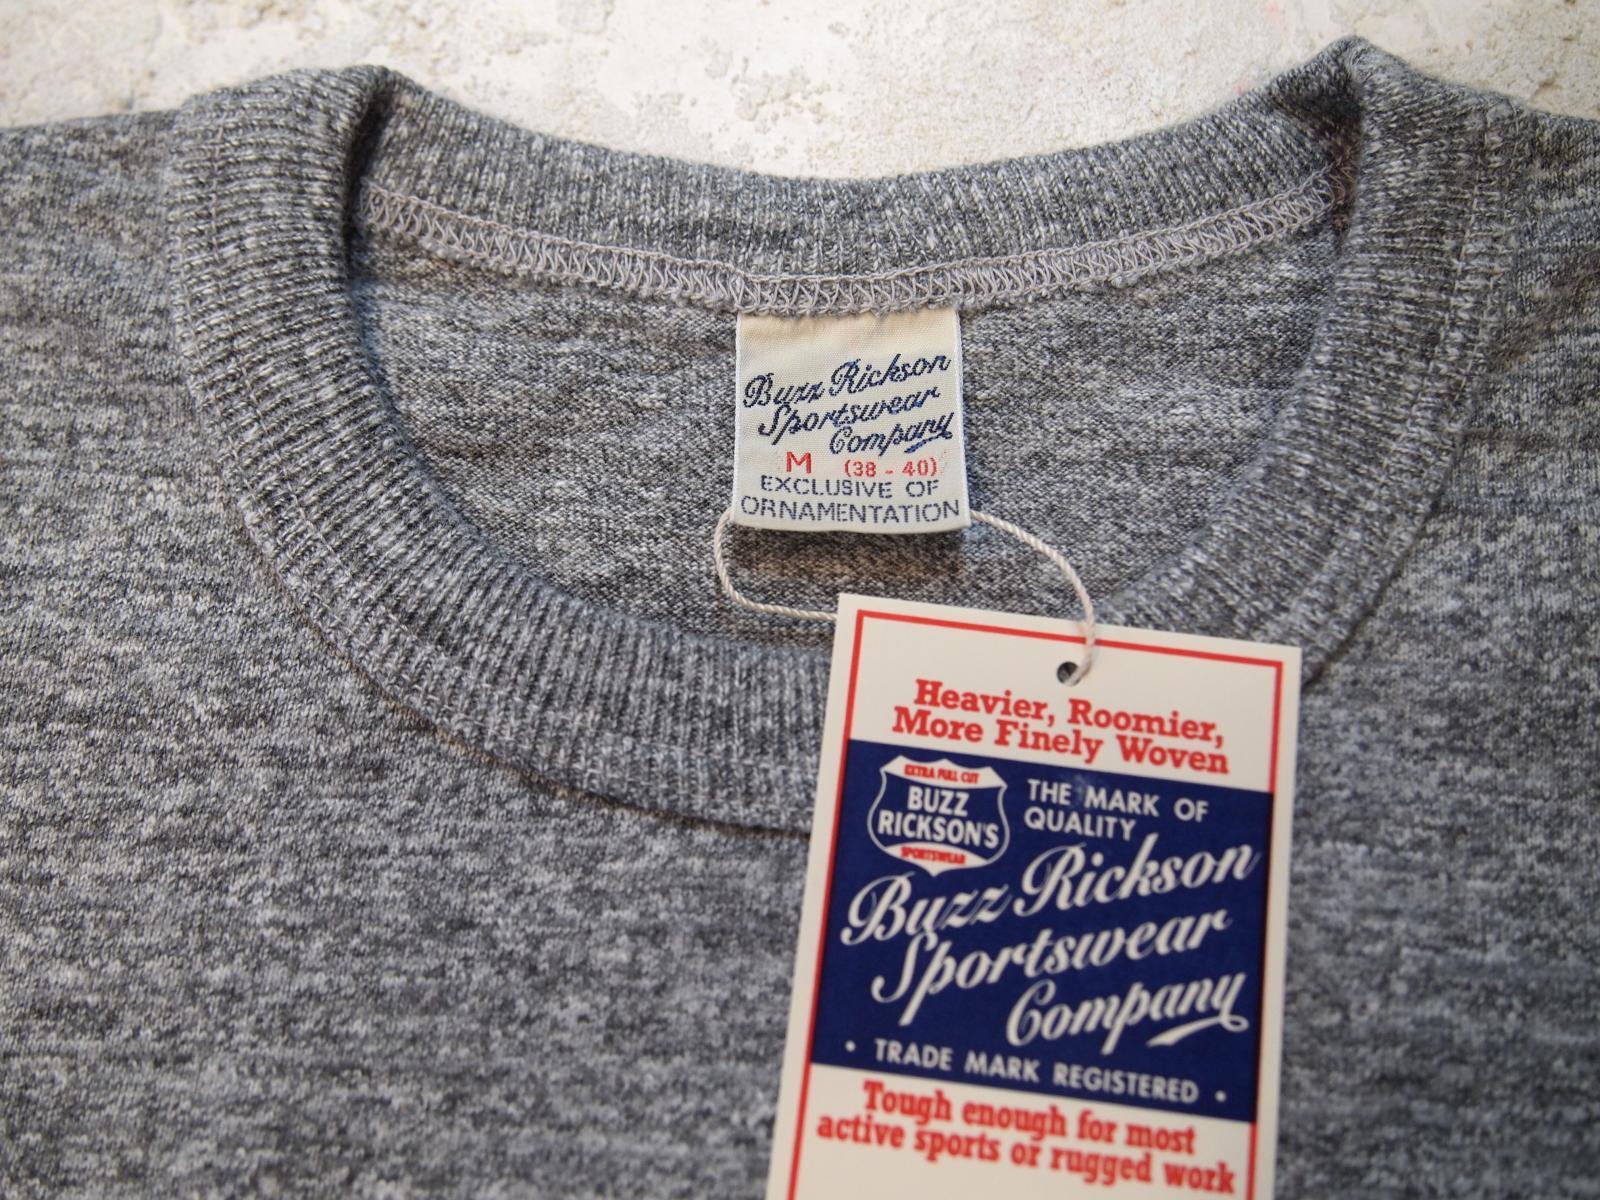 Buzz Rickson
Sportswear
Company
M (38 - 40)
EXCLUSIVE OF
ORNAMENTATION
Heavier, Roomier,
More Finely Woven
EXTRA FULL CUT
BUZZ
RICKSON'S
SPORTSWEAR
THE MARK OF
QUALITY
Buzz Rickson
Sportswear
Company
• TRADE MARK REGISTERED •
Tough enough for most
active sports or rugged work